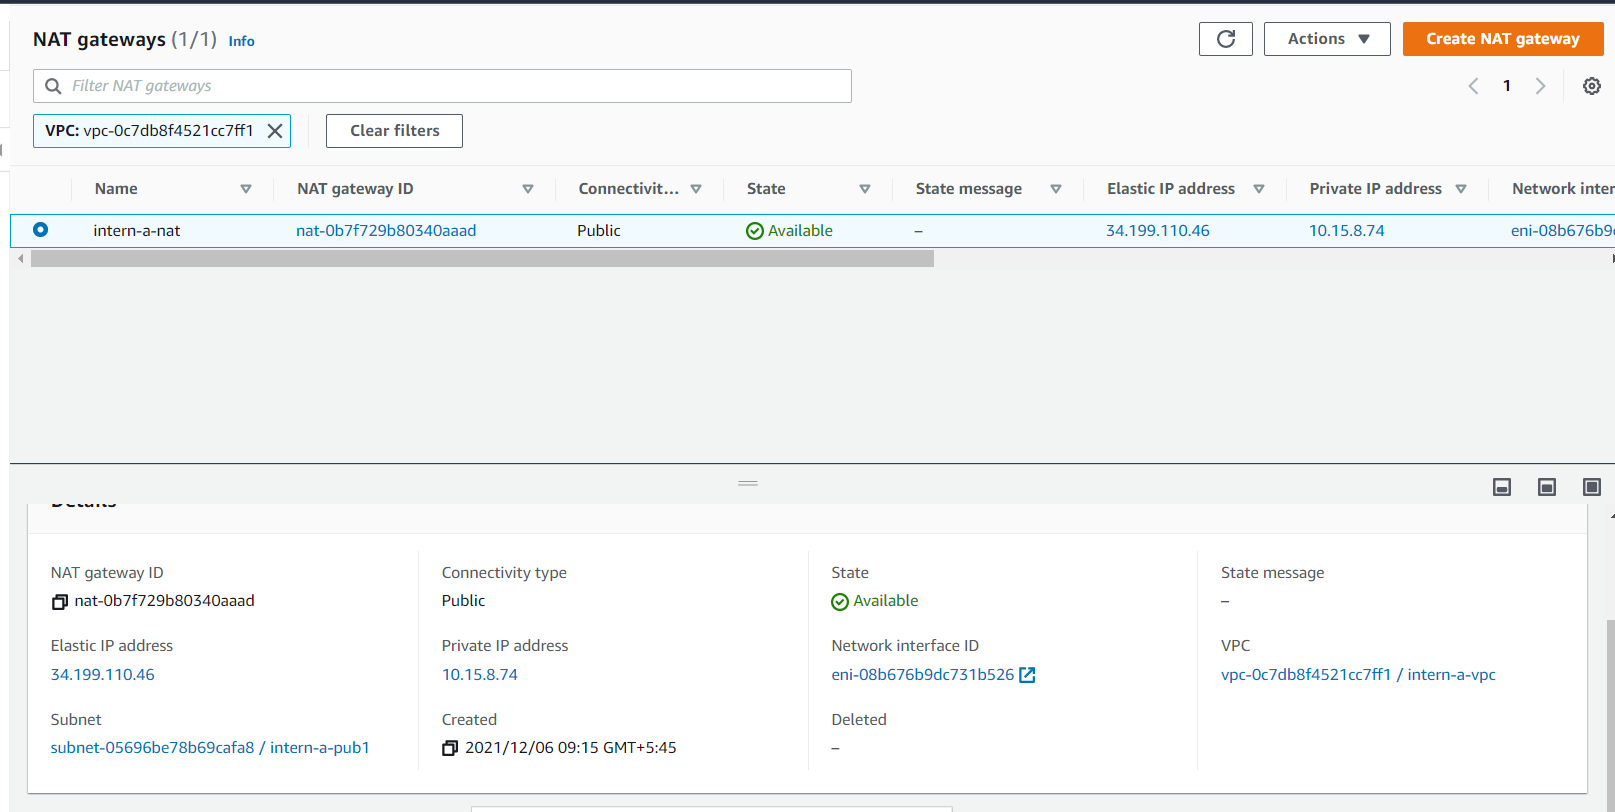 NAT gateways (1/1) Info
Actions
Create NAT gateway
Filter NAT gateways
1
VPC: vpc-0c7db8f4521cc7ff1
Clear filters
Name NAT gateway ID Connectivit... State State message Elastic IP address Private IP address Network inter
intern-a-nat nat-0b7f729b80340aaad Public Available – 34.199.110.46 10.15.8.74 eni-08b676b9
Details
NAT gateway ID Connectivity type State State message
nat-0b7f729b80340aaad Public Available –
Elastic IP address Private IP address Network interface ID VPC
34.199.110.46 10.15.8.74 eni-08b676b9dc731b526 vpc-0c7db8f4521cc7ff1 / intern-a-vpc
Subnet Created Deleted
subnet-05696be78b69cafa8 / intern-a-pub1 2021/12/06 09:15 GMT+5:45 –